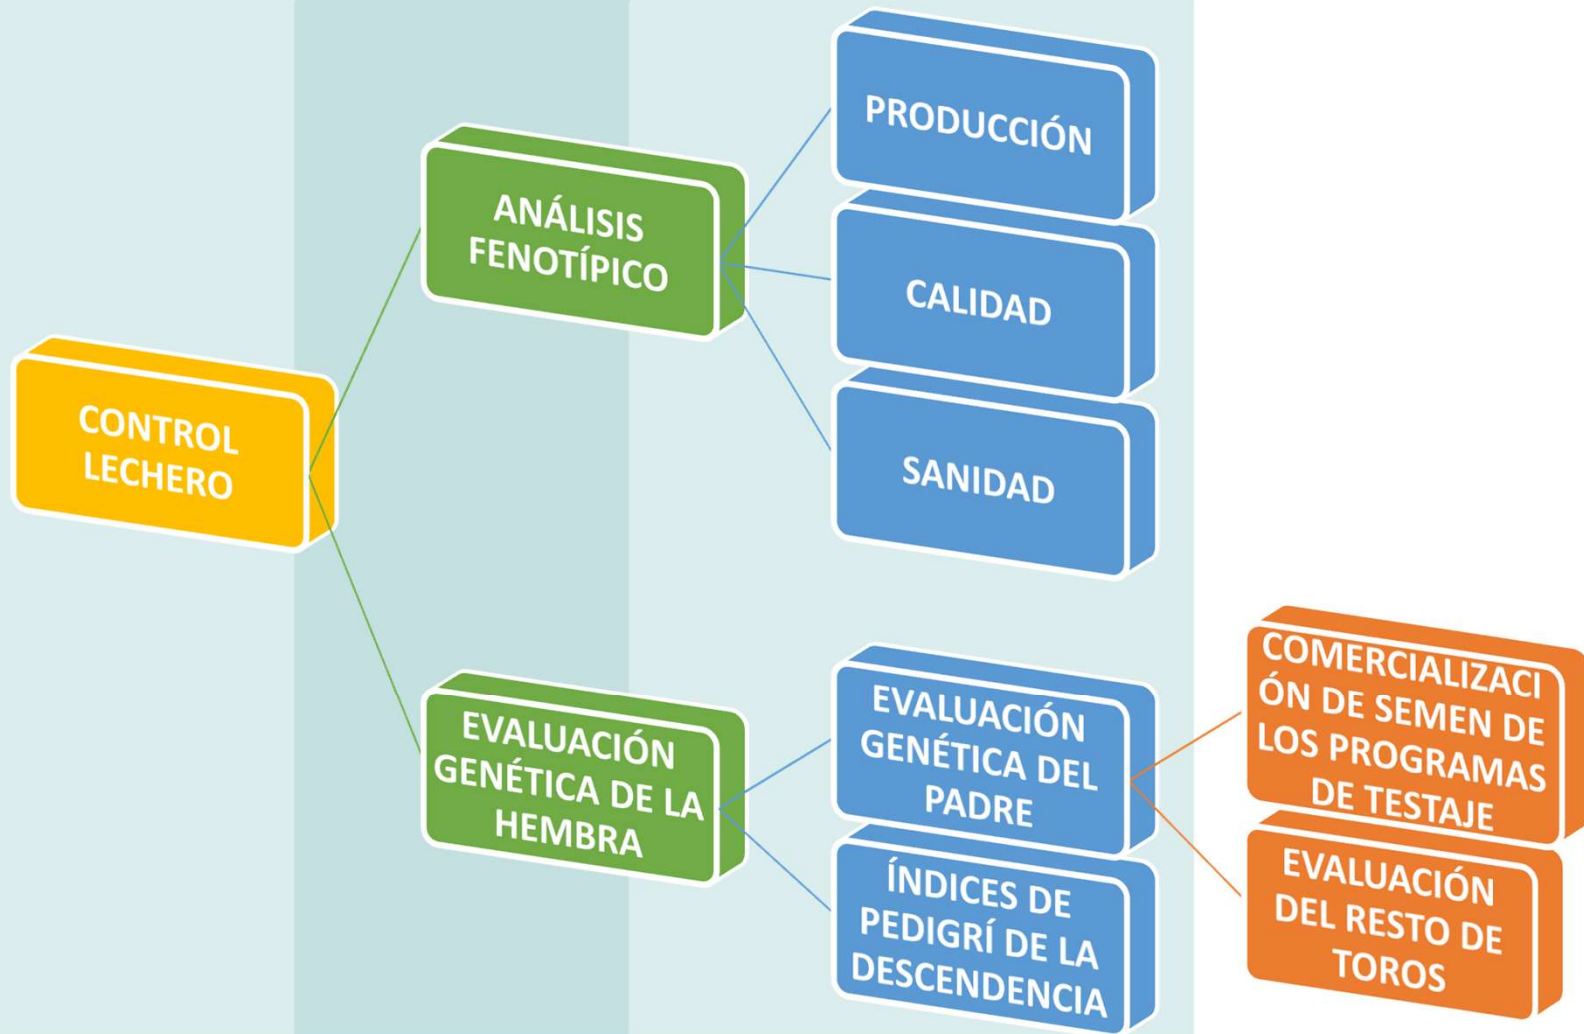 CONTROL
LECHERO
ANÁLISIS
FENOTÍPICO
PRODUCCIÓN
CALIDAD
SANIDAD
EVALUACIÓN
GENÉTICA DE LA
HEMBRA
EVALUACIÓN
GENÉTICA DEL
PADRE
ÍNDICES DE
PEDIGRÍ DE LA
DESCENDENCIA
COMERCIALIZACI
ÓN DE SEMEN DE
LOS PROGRAMAS
DE TESTAJE
EVALUACIÓN
DEL RESTO DE
TOROS